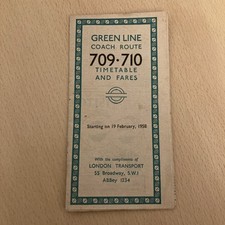 GREEN LINE
COACH ROUTE
709·710
TIMETABLE
AND FARES
Starting on 19 February, 1958
With the compliments of
LONDON TRANSPORT
55 Broadway, S.W.1
ABBey 1234